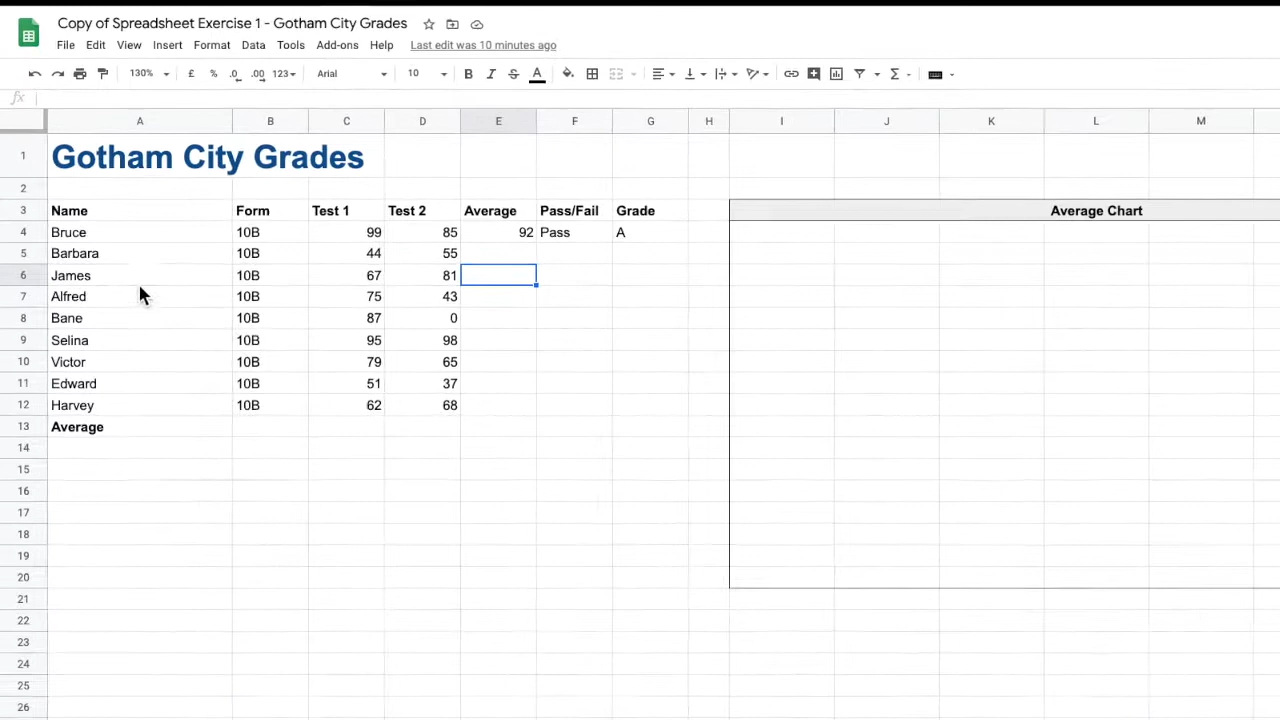 Copy of Spreadsheet Exercise 1 - Gotham City Grades
File Edit View Insert Format Data Tools Add-ons Help Last edit was 10 minutes ago
130% £ % .0 .00 123 Arial 10 B I S A Σ
fx
A B C D E F G H I J K L M
1 Gotham City Grades
2
3 Name Form Test 1 Test 2 Average Pass/Fail Grade Average Chart
4 Bruce 10B 99 85 92 Pass A
5 Barbara 10B 44 55
6 James 10B 67 81
7 Alfred 10B 75 43
8 Bane 10B 87 0
9 Selina 10B 95 98
10 Victor 10B 79 65
11 Edward 10B 51 37
12 Harvey 10B 62 68
13 Average
14
15
16
17
18
19
20
21
22
23
24
25
26